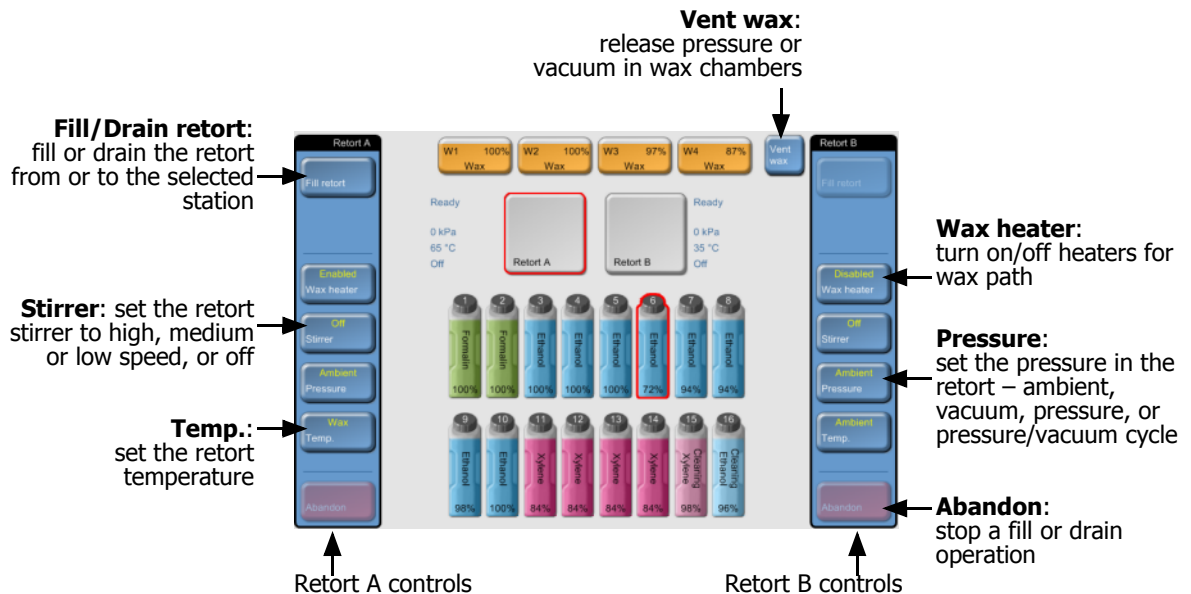 Vent wax:
release pressure or
vacuum in wax chambers
Fill/Drain retort:
fill or drain the retort
from or to the selected
station
Stirrer: set the retort
stirrer to high, medium
or low speed, or off
Temp.:
set the retort
temperature
Retort A
Fill retort
Enabled
Wax heater
Off
Stirrer
Ambient
Pressure
Wax
Temp.
Abandon
W1 100%
Wax
W2 100%
Wax
W3 97%
Wax
W4 87%
Wax
Vent
wax
Ready
0 kPa
65 °C
Off
Retort A
Retort B
Ready
0 kPa
35 °C
Off
1 Formalin 100%
2 Formalin 100%
3 Ethanol 100%
4 Ethanol 100%
5 Ethanol 100%
6 Ethanol 72%
7 Ethanol 94%
8 Ethanol 94%
9 Ethanol 98%
10 Ethanol 100%
11 Xylene 84%
12 Xylene 84%
13 Xylene 84%
14 Xylene 84%
15 Cleaning Xylene 98%
16 Cleaning Ethanol 96%
Retort B
Fill retort
Disabled
Wax heater
Off
Stirrer
Ambient
Pressure
Ambient
Temp.
Abandon
Wax heater:
turn on/off heaters for
wax path
Pressure:
set the pressure in the
retort – ambient,
vacuum, pressure, or
pressure/vacuum cycle
Abandon:
stop a fill or drain
operation
Retort A controls
Retort B controls